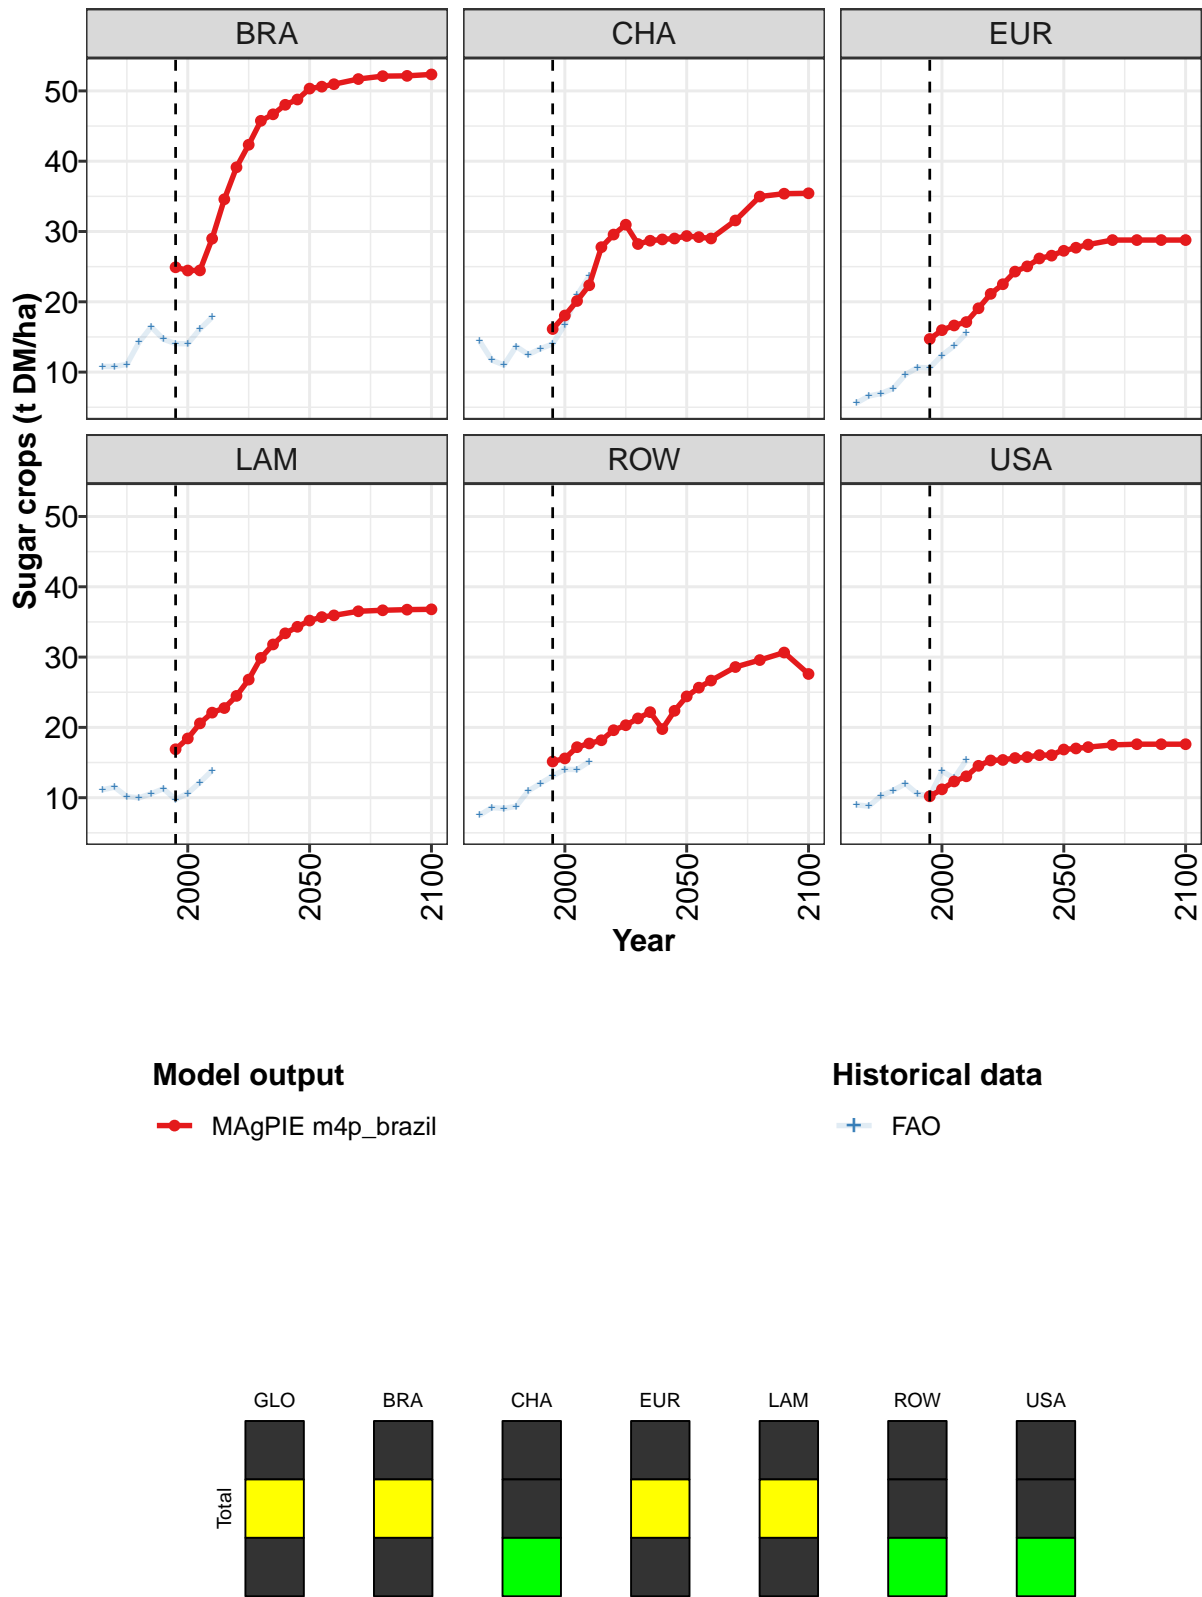 BRA
CHA
EUR
50
40
30
20
10
LAM
ROW
USA
50
40
30
20
10
Sugar crops (t DM/ha)
2000
2050
2100
2000
2050
2100
2000
2050
2100
Year
Model output
Historical data
MAgPIE m4p_brazil
FAO
GLO
BRA
CHA
EUR
LAM
ROW
USA
Total